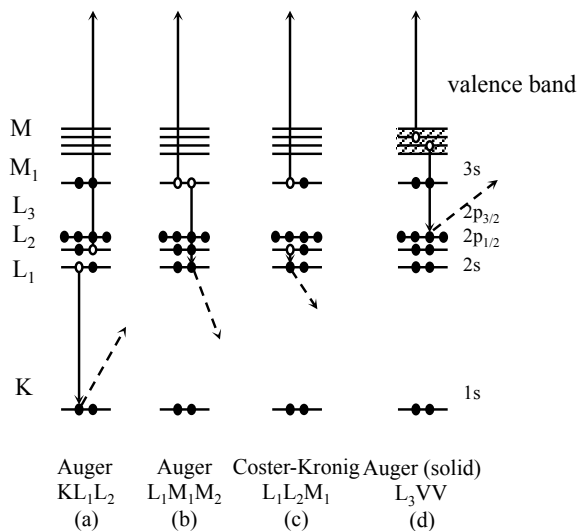 valence band
M
M₁
3s
L₃
2p₃/₂
L₂
2p₁/₂
L₁
2s
K
1s
Auger
KL₁L₂
(a)
Auger
L₁M₁M₂
(b)
Coster-Kronig
L₁L₂M₁
(c)
Auger (solid)
L₃VV
(d)